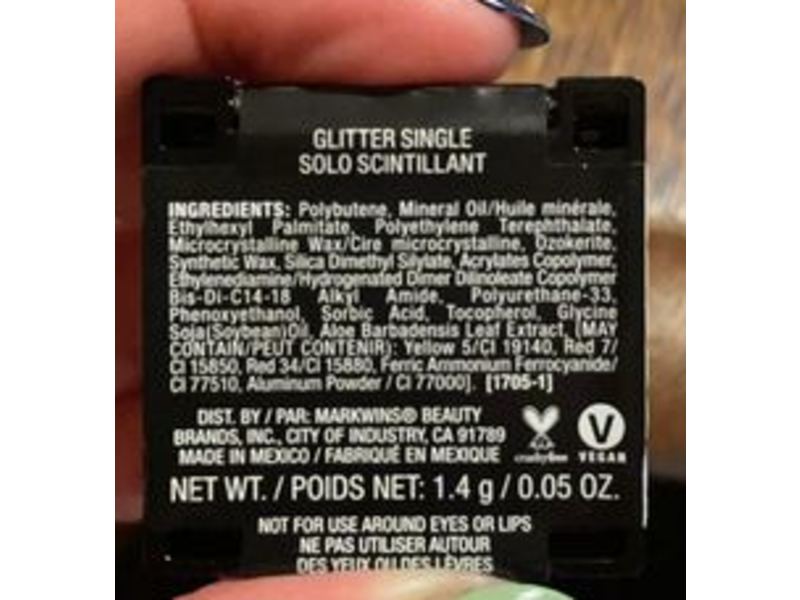 GLITTER SINGLE
SOLO SCINTILLANT
INGREDIENTS: Polybutene, Mineral Oil/Huile minérale,
Ethylhexyl Palmitate, Polyethylene Terephthalate,
Microcrystalline Wax/Cire microcrystalline, Ozokerite,
Synthetic Wax, Silica Dimethyl Silylate, Acrylates Copolymer,
Ethylenediamine/Hydrogenated Dimer Dilinoleate Copolymer
Bis-Di-C14-18 Alkyl Amide, Polyurethane-33,
Phenoxyethanol, Sorbic Acid, Tocopherol, Glycine
Soja(Soybean)Oil, Aloe Barbadensis Leaf Extract, (MAY
CONTAIN/PEUT CONTENIR): Yellow 5/CI 19140, Red 7/
CI 15850, Red 34/CI 15880, Ferric Ammonium Ferrocyanide/
CI 77510, Aluminum Powder / CI 77000]. [1705-1]
DIST. BY / PAR: MARKWINS® BEAUTY
BRANDS, INC., CITY OF INDUSTRY, CA 91789
MADE IN MEXICO / FABRIQUÉ EN MEXIQUE
crueltyfree
V
VEGAN
NET WT. / POIDS NET: 1.4 g / 0.05 OZ.
NOT FOR USE AROUND EYES OR LIPS
NE PAS UTILISER AUTOUR
DES YEUX OU DES LÈVRES